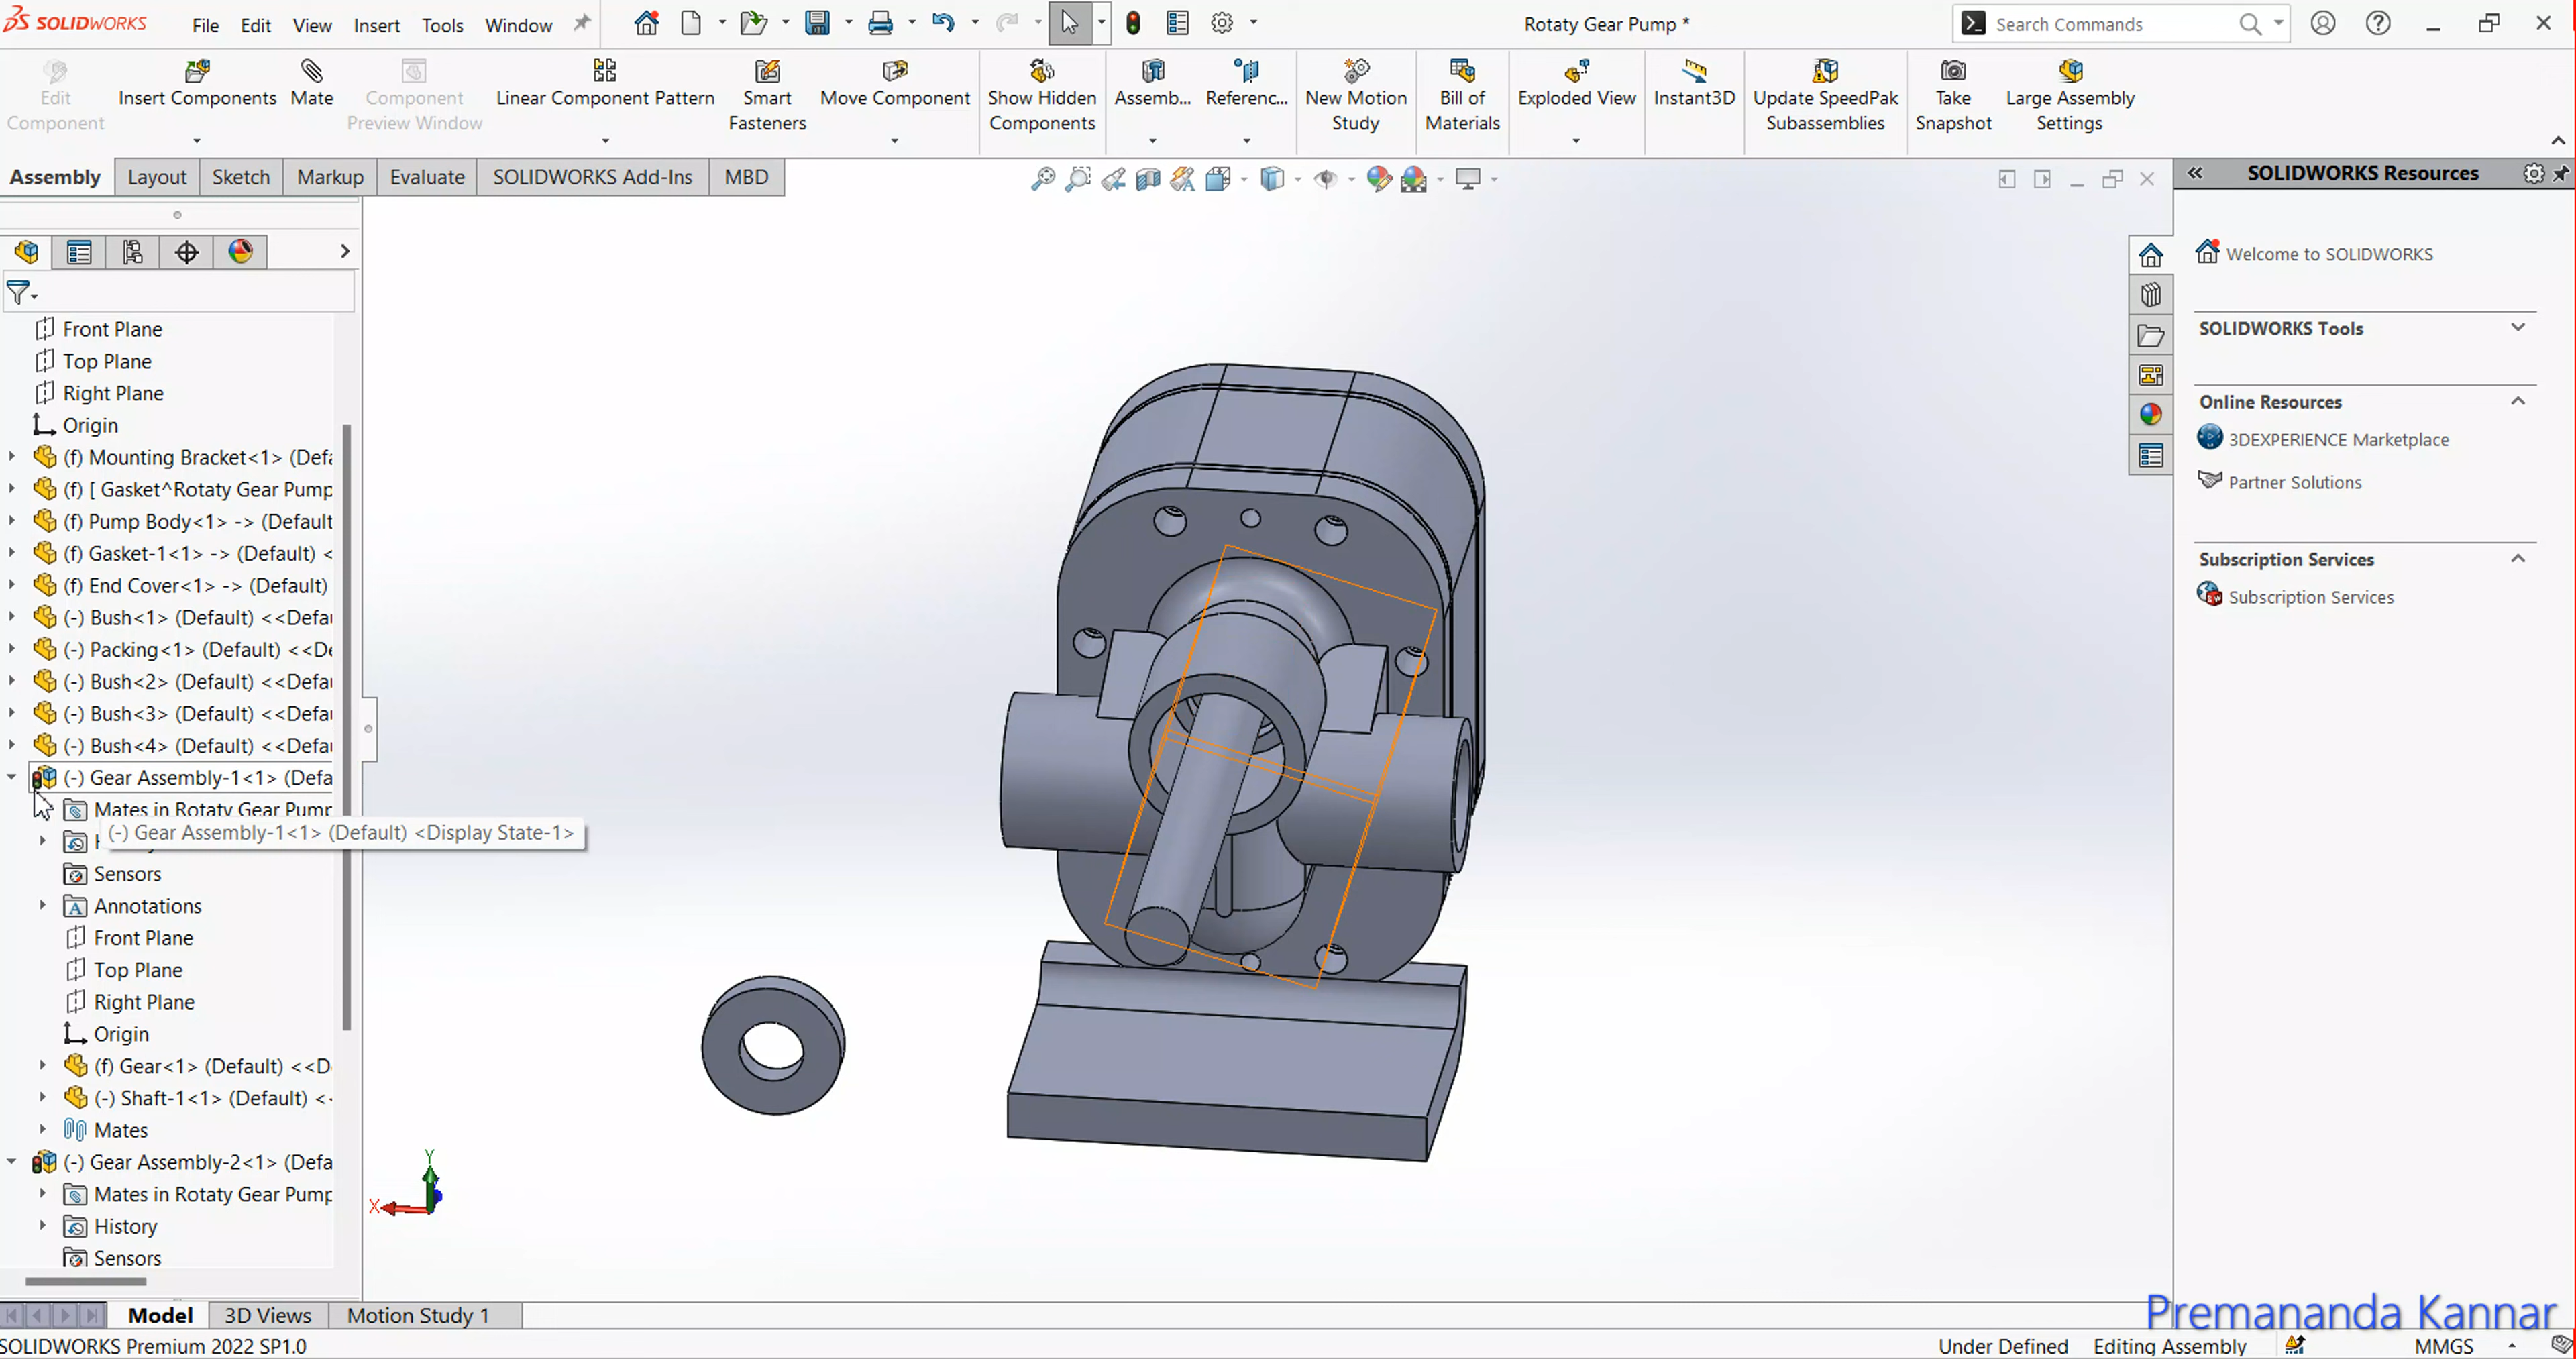 SOLIDWORKS File Edit View Insert Tools Window
Rotaty Gear Pump *
Search Commands
Edit Component
Insert Components
Mate
Component Preview Window
Linear Component Pattern
Smart Fasteners
Move Component
Show Hidden Components
Assemb...
Referenc...
New Motion Study
Bill of Materials
Exploded View
Instant3D
Update SpeedPak Subassemblies
Take Snapshot
Large Assembly Settings
Assembly Layout Sketch Markup Evaluate SOLIDWORKS Add-Ins MBD
Front Plane
Top Plane
Right Plane
Origin
(f) Mounting Bracket<1> (Defa
(f) [ Gasket^Rotaty Gear Pump
(f) Pump Body<1> -> (Default
(f) Gasket-1<1> -> (Default) <
(f) End Cover<1> -> (Default)
(-) Bush<1> (Default) <<Defau
(-) Packing<1> (Default) <<De
(-) Bush<2> (Default) <<Defau
(-) Bush<3> (Default) <<Defau
(-) Bush<4> (Default) <<Defau
(-) Gear Assembly-1<1> (Defa
Mates in Rotaty Gear Pump
(-) Gear Assembly-1<1> (Default) <Display State-1>
Sensors
Annotations
Front Plane
Top Plane
Right Plane
Origin
(f) Gear<1> (Default) <<D
(-) Shaft-1<1> (Default) <
Mates
(-) Gear Assembly-2<1> (Defa
Mates in Rotaty Gear Pump
History
Sensors
Y
X
SOLIDWORKS Resources
Welcome to SOLIDWORKS
SOLIDWORKS Tools
Online Resources
3DEXPERIENCE Marketplace
Partner Solutions
Subscription Services
Subscription Services
Model 3D Views Motion Study 1
Premananda Kannar
SOLIDWORKS Premium 2022 SP1.0
Under Defined Editing Assembly MMGS